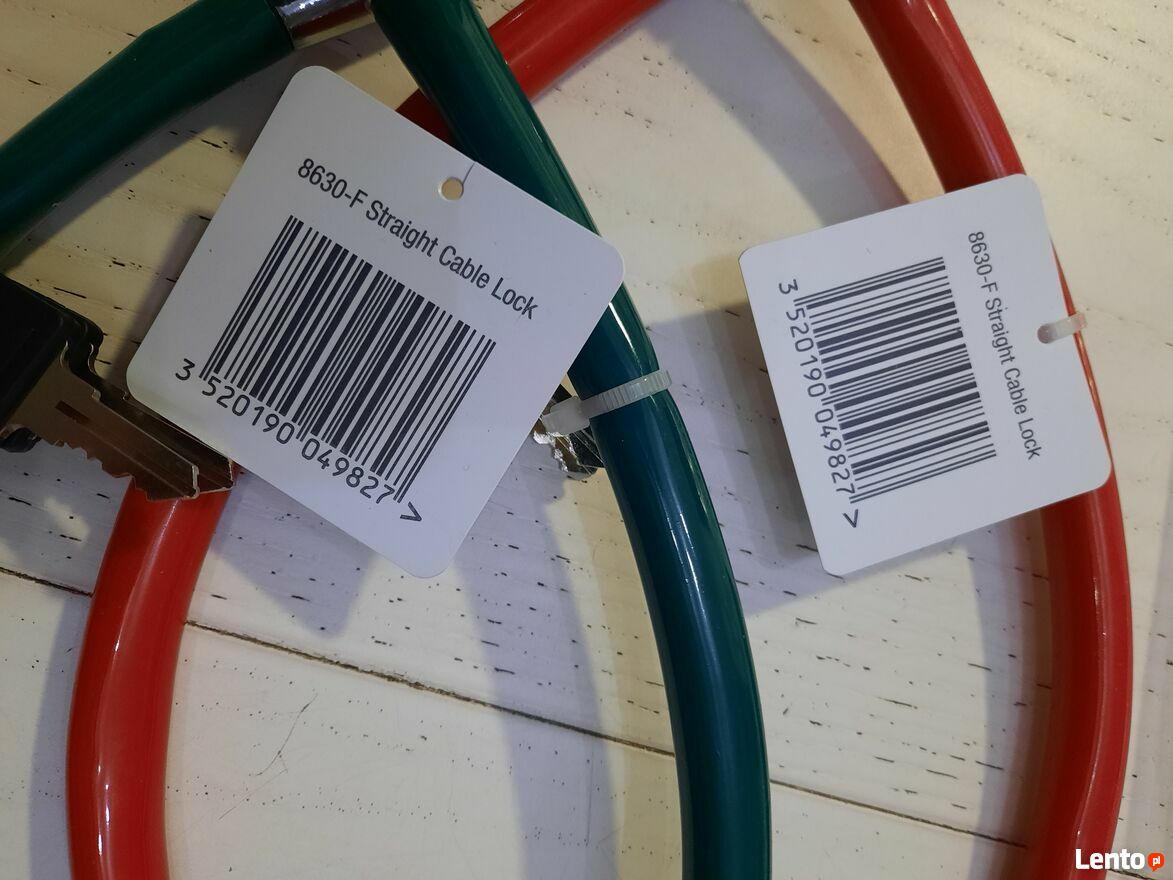 8630-F Straight Cable Lock
3 520190 049827 >
8630-F Straight Cable Lock
3 520190 049827 >
Lento pl